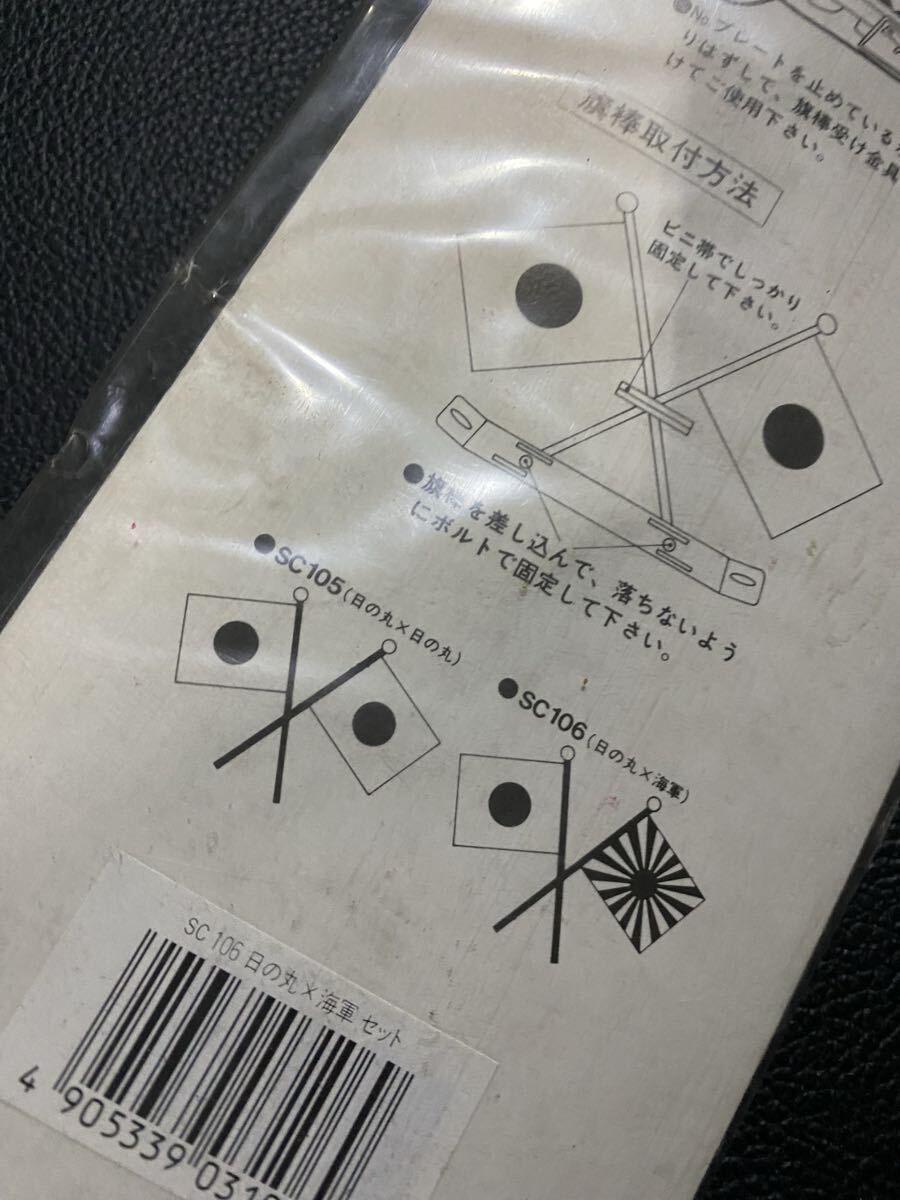 ●No.プレートを止めている
りはずして、旗棒受け金具
けてご使用下さい。
旗棒取付方法
ビニ帯でしっかり
固定して下さい。
●旗棒を差し込んで、落ちないよう
にボルトで固定して下さい。
●SC105(日の丸×日の丸)
●SC106(日の丸×海軍)
SC106 日の丸×海軍 セット
4 905339 031